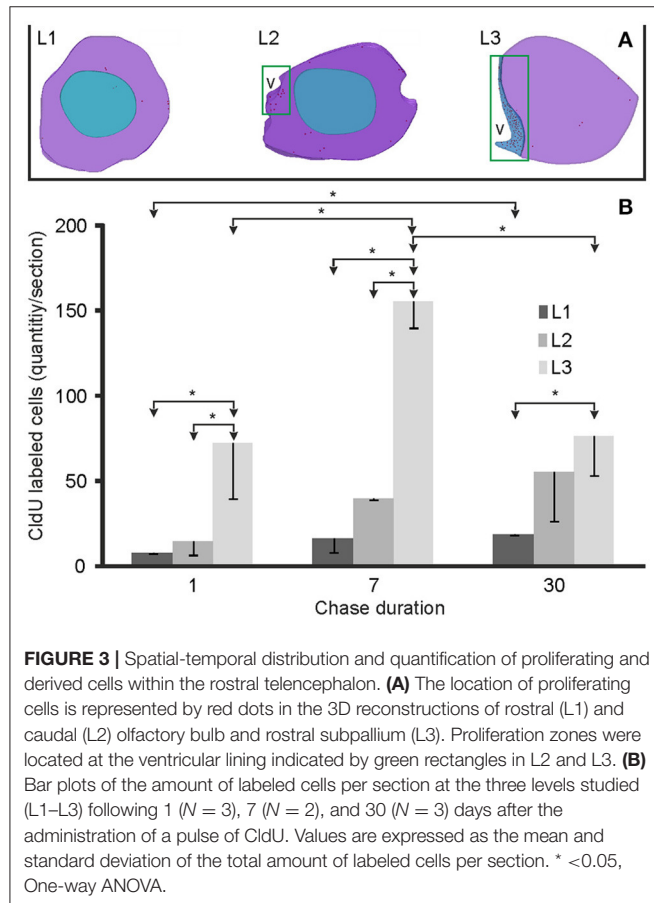 L1
L2
L3
A
V
V
B
*
*
*
*
*
*
*
*
200
150
100
50
0
CldU labeled cells (quantitiy/section)
L1
L2
L3
1
7
30
Chase duration
FIGURE 3 | Spatial-temporal distribution and quantification of proliferating and
derived cells within the rostral telencephalon. (A) The location of proliferating
cells is represented by red dots in the 3D reconstructions of rostral (L1) and
caudal (L2) olfactory bulb and rostral subpallium (L3). Proliferation zones were
located at the ventricular lining indicated by green rectangles in L2 and L3. (B)
Bar plots of the amount of labeled cells per section at the three levels studied
(L1–L3) following 1 (N = 3), 7 (N = 2), and 30 (N = 3) days after the
administration of a pulse of CldU. Values are expressed as the mean and
standard deviation of the total amount of labeled cells per section. * <0.05,
One-way ANOVA.